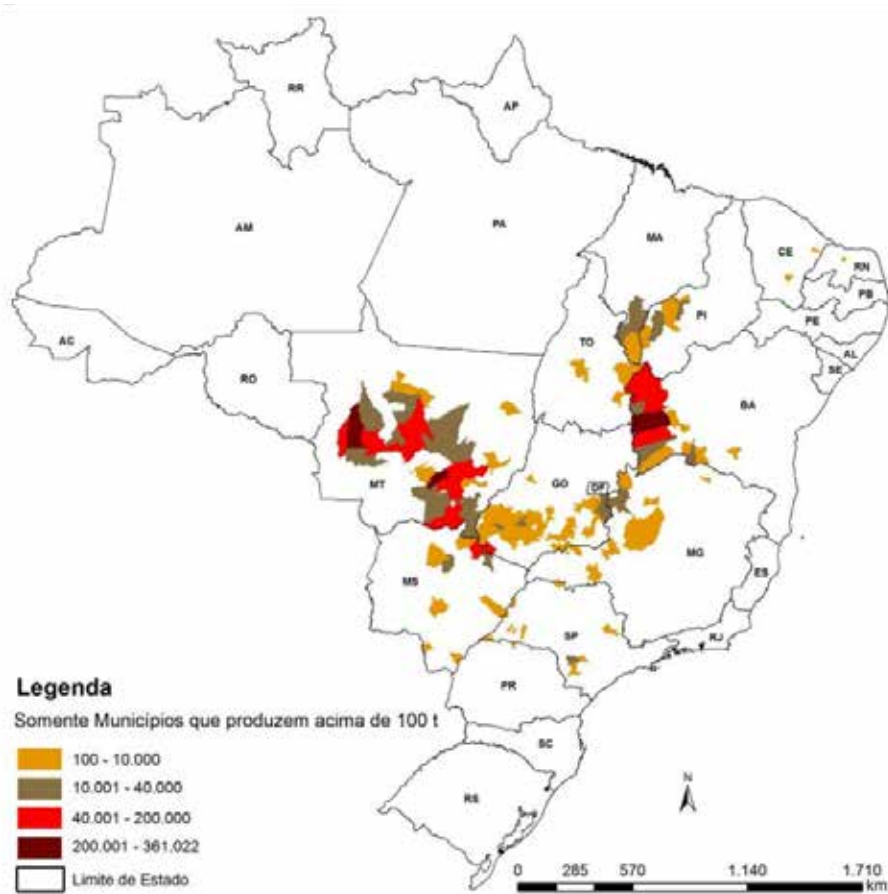 RR
AP
AM
PA
MA
CE
RN
PB
PE
AL
SE
PI
TO
AC
RO
BA
MT
GO
DF
MG
ES
MS
SP
RJ
PR
SC
RS
N
Legenda
Somente Municípios que produzem acima de 100 t
100 - 10.000
10.001 - 40.000
40.001 - 200.000
200.001 - 361.022
Limite de Estado
0 285 570 1.140 1.710
km